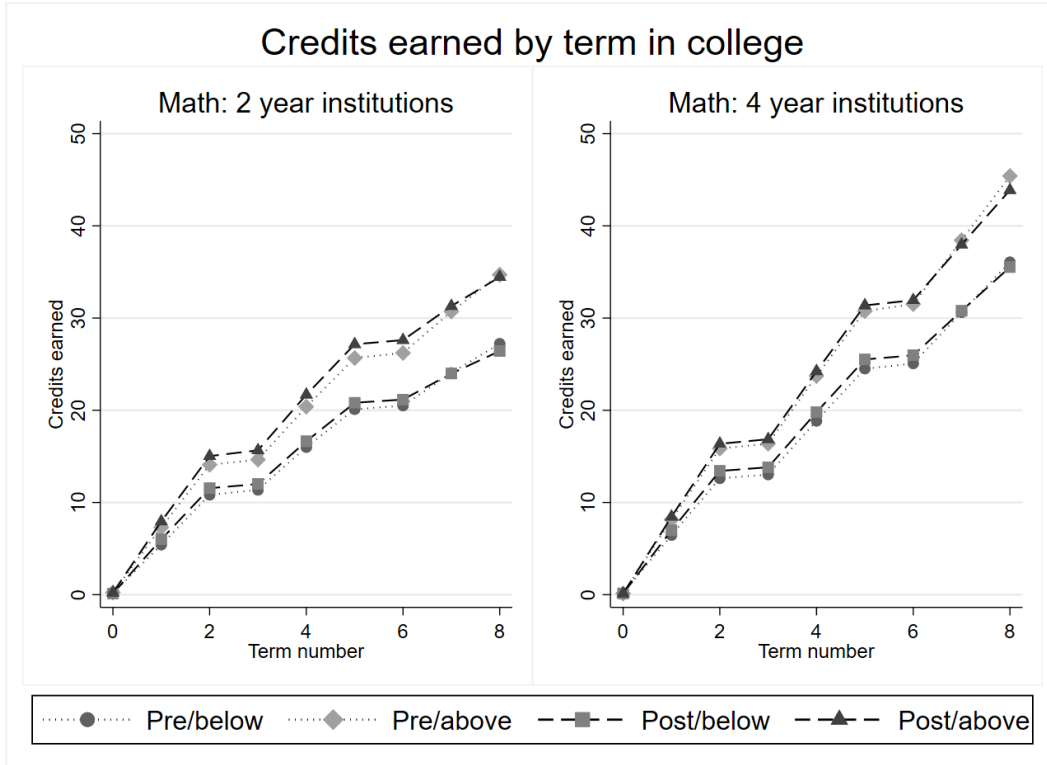 Credits earned by term in college
Math: 2 year institutions
50
40
30
20
10
0
Credits earned
0 2 4 6 8
Term number
Math: 4 year institutions
50
40
30
20
10
0
Credits earned
0 2 4 6 8
Term number
Pre/below Pre/above Post/below Post/above